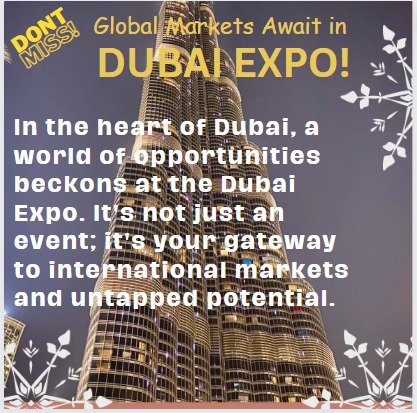 DONT
MISS!
Global Markets Await in
DUBAI EXPO!
In the heart of Dubai, a
world of opportunities
beckons at the Dubai
Expo. It's not just an
event; it's your gateway
to international markets
and untapped potential.